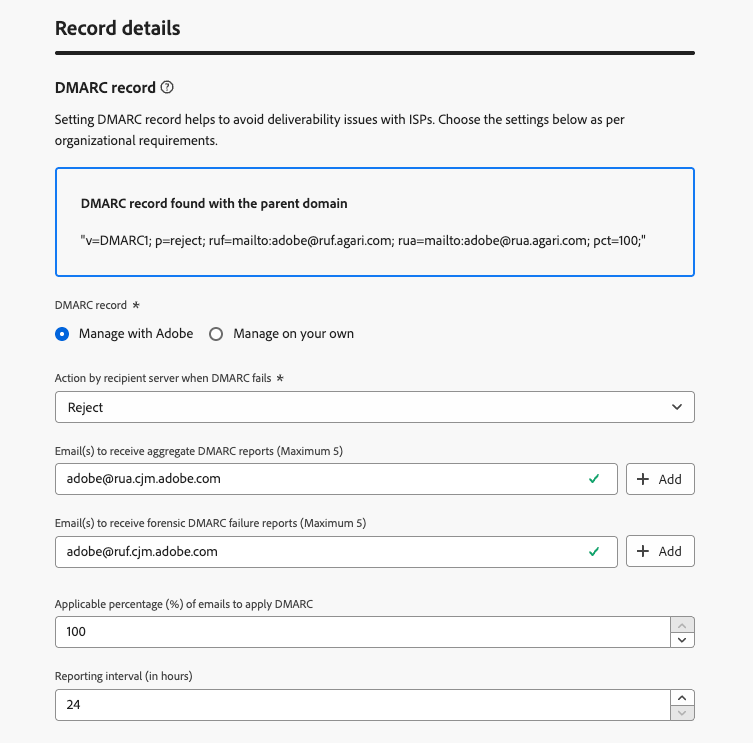 Record details
DMARC record
Setting DMARC record helps to avoid deliverability issues with ISPs. Choose the settings below as per
organizational requirements.
DMARC record found with the parent domain
"v=DMARC1; p=reject; ruf=mailto:adobe@ruf.agari.com; rua=mailto:adobe@rua.agari.com; pct=100;"
DMARC record *
Manage with Adobe Manage on your own
Action by recipient server when DMARC fails *
Reject
Email(s) to receive aggregate DMARC reports (Maximum 5)
adobe@rua.cjm.adobe.com + Add
Email(s) to receive forensic DMARC failure reports (Maximum 5)
adobe@ruf.cjm.adobe.com + Add
Applicable percentage (%) of emails to apply DMARC
100
Reporting interval (in hours)
24